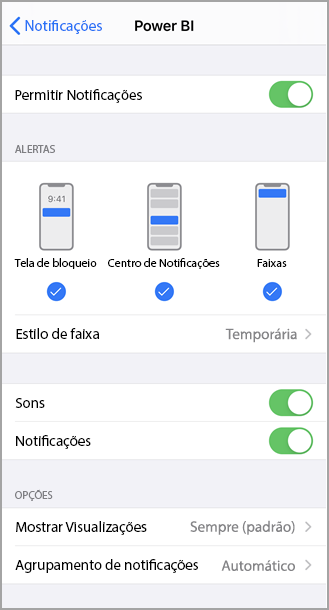 Notificações Power BI
Permitir Notificações
ALERTAS
9:41
Tela de bloqueio Centro de Notificações Faixas
Estilo de faixa Temporária
Sons
Notificações
OPÇÕES
Mostrar Visualizações Sempre (padrão)
Agrupamento de notificações Automático